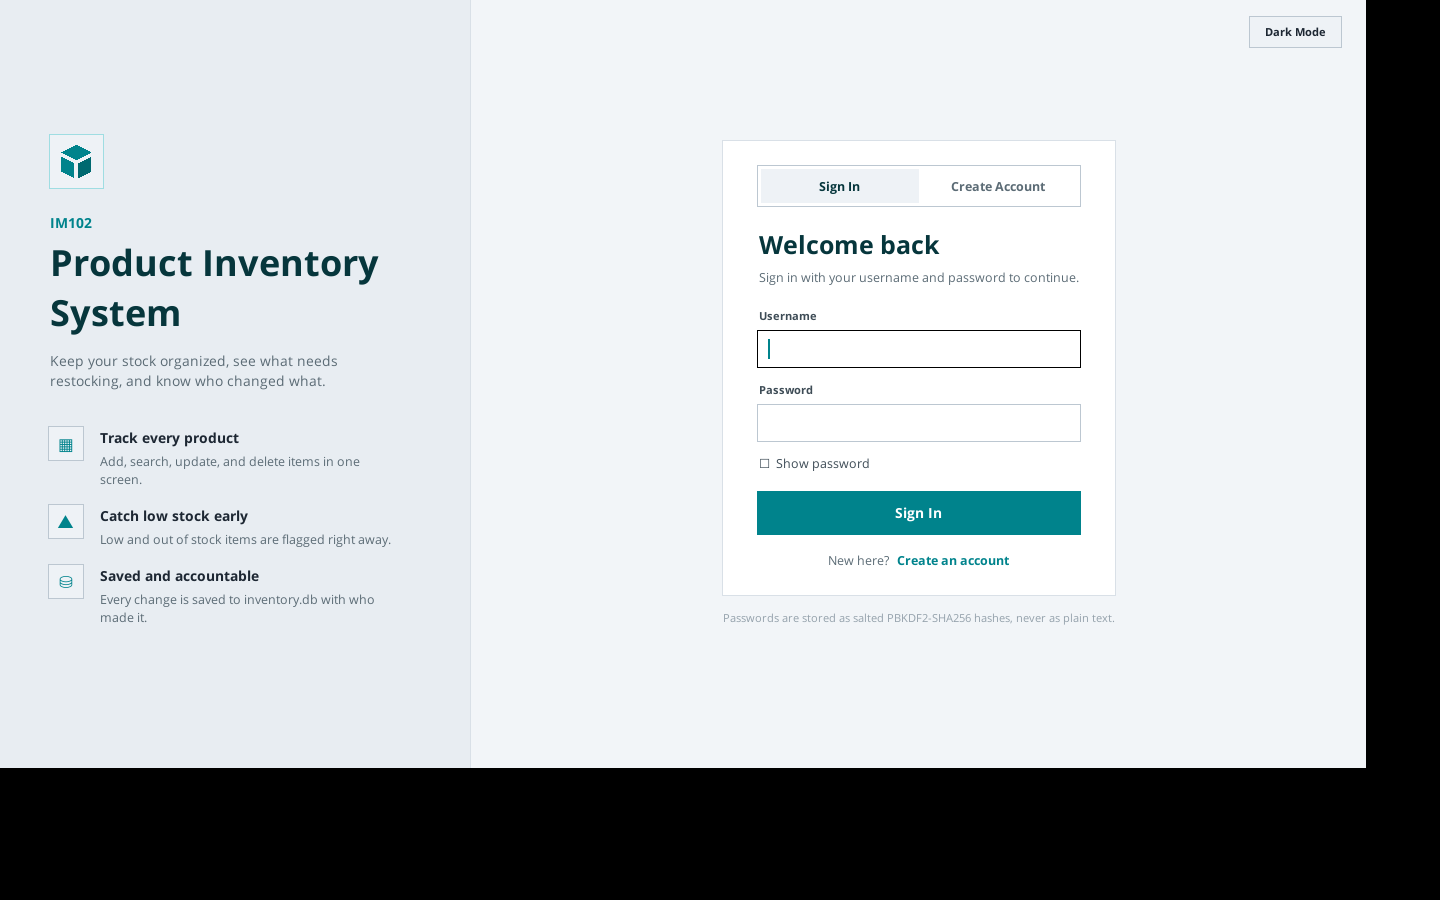 Dark Mode
IM102
Product Inventory
System
Keep your stock organized, see what needs
restocking, and know who changed what.
Track every product
Add, search, update, and delete items in one
screen.
Catch low stock early
Low and out of stock items are flagged right away.
Saved and accountable
Every change is saved to inventory.db with who
made it.
Sign In
Create Account
Welcome back
Sign in with your username and password to continue.
Username
Password
☐ Show password
Sign In
New here? Create an account
Passwords are stored as salted PBKDF2-SHA256 hashes, never as plain text.